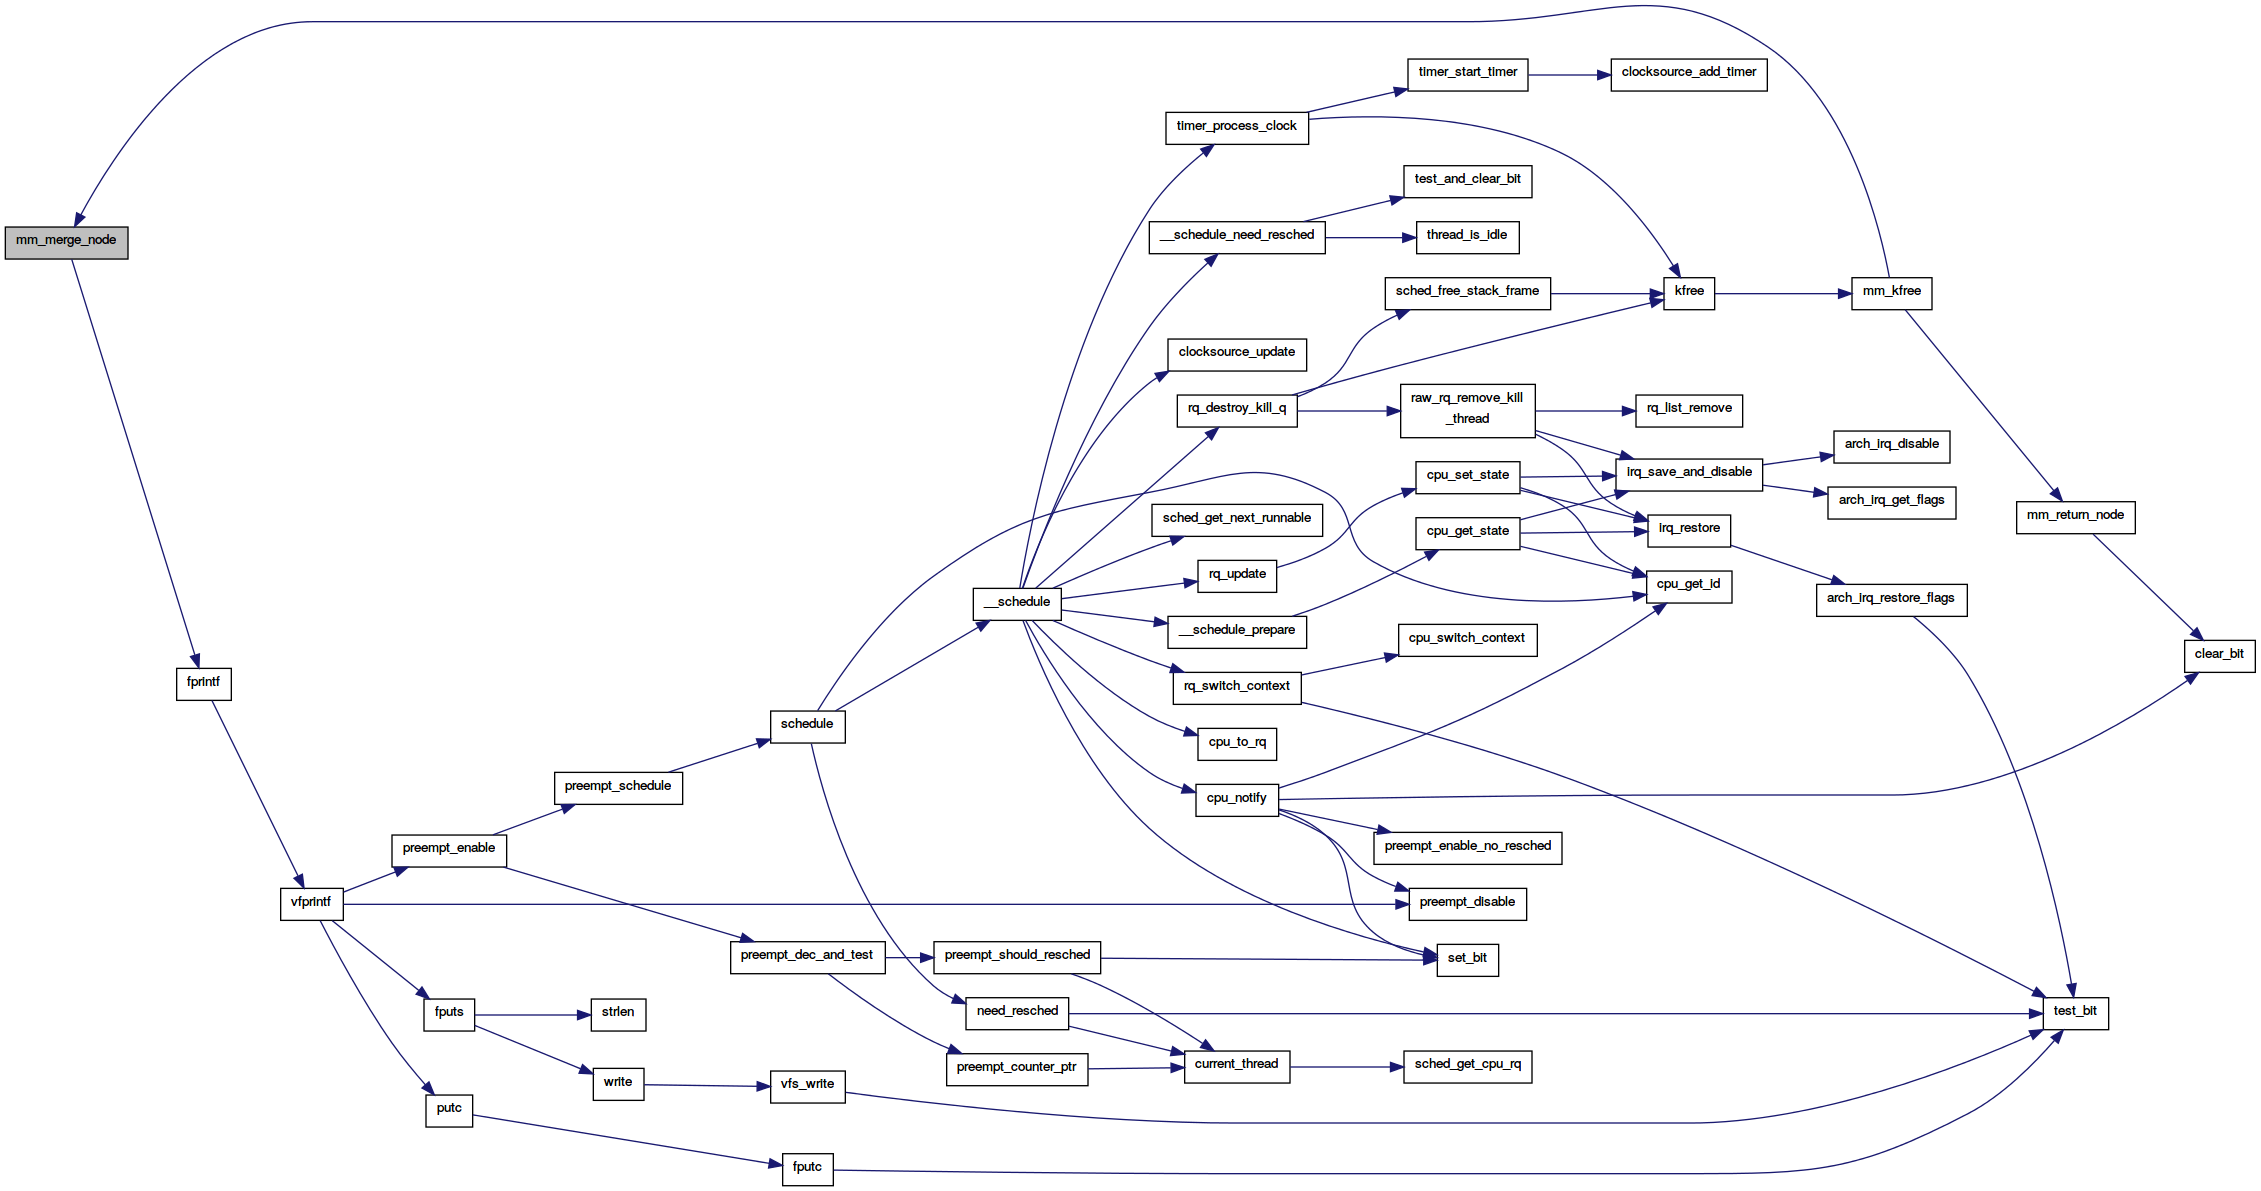 timer_start_timer
clocksource_add_timer
timer_process_clock
test_and_clear_bit
mm_merge_node
__schedule_need_resched
thread_is_idle
sched_free_stack_frame
kfree
mm_kfree
clocksource_update
rq_destroy_kill_q
raw_rq_remove_kill
_thread
rq_list_remove
arch_irq_disable
cpu_set_state
irq_save_and_disable
arch_irq_get_flags
sched_get_next_runnable
cpu_get_state
irq_restore
mm_return_node
rq_update
cpu_get_id
__schedule
arch_irq_restore_flags
__schedule_prepare
cpu_switch_context
clear_bit
fprintf
rq_switch_context
schedule
cpu_to_rq
preempt_schedule
cpu_notify
preempt_enable
preempt_enable_no_resched
vfprintf
preempt_disable
preempt_dec_and_test
preempt_should_resched
set_bit
fputs
strlen
need_resched
test_bit
preempt_counter_ptr
current_thread
sched_get_cpu_rq
write
vfs_write
putc
fputc